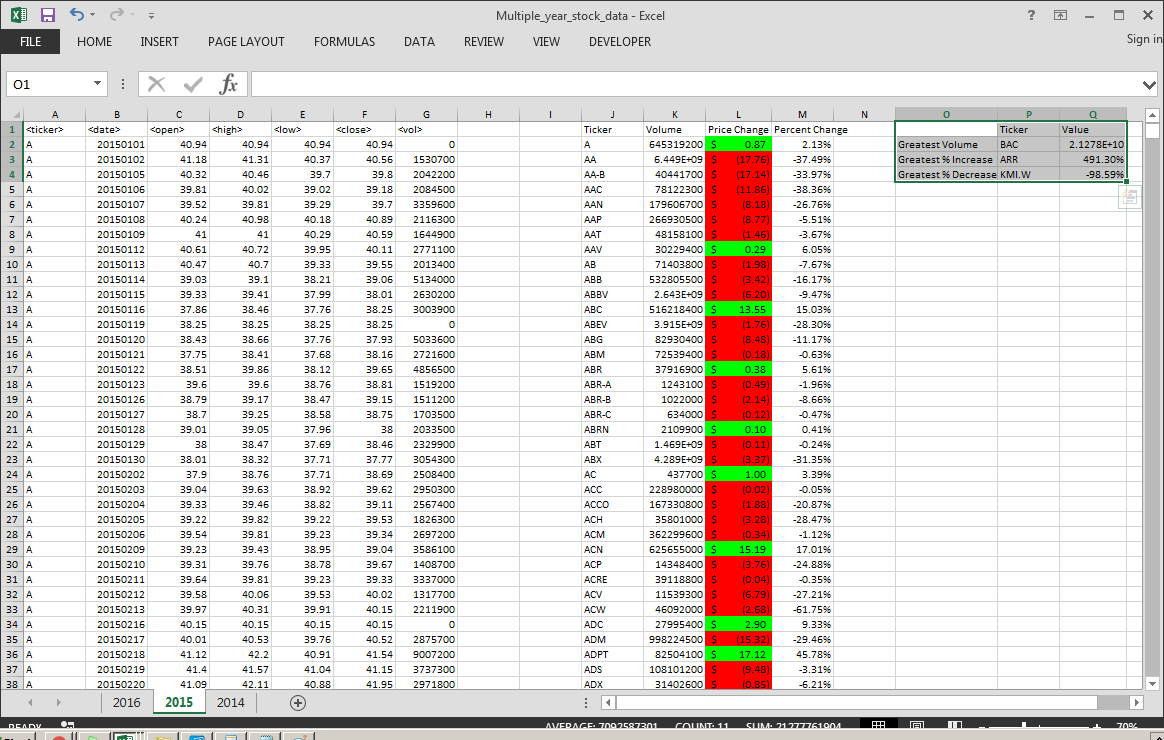 Multiple_year_stock_data - Excel
FILE HOME INSERT PAGE LAYOUT FORMULAS DATA REVIEW VIEW DEVELOPER Sign in
O1 fx
A B C D E F G H I J K L M N O P Q
1 <ticker> <date> <open> <high> <low> <close> <vol> Ticker Volume Price Change Percent Change Ticker Value
2 A 20150101 40.94 40.94 40.94 40.94 0 A 645319200 $ 0.87 2.13% Greatest Volume BAC 2.1278E+10
3 A 20150102 41.18 41.31 40.37 40.56 1530700 AA 6.449E+09 $ (17.76) -37.49% Greatest % Increase ARR 491.30%
4 A 20150105 40.32 40.46 39.7 39.8 2042200 AA-B 40441700 $ (17.14) -33.97% Greatest % Decrease KMI.W -98.59%
5 A 20150106 39.81 40.02 39.02 39.18 2084500 AAC 78122300 $ (11.86) -38.36%
6 A 20150107 39.52 39.81 39.29 39.7 3359600 AAN 179606700 $ (8.18) -26.76%
7 A 20150108 40.24 40.98 40.18 40.89 2116300 AAP 266930500 $ (8.77) -5.51%
8 A 20150109 41 41 40.29 40.59 1644900 AAT 48158100 $ (1.46) -3.67%
9 A 20150112 40.61 40.72 39.95 40.11 2771100 AAV 30229400 $ 0.29 6.05%
10 A 20150113 40.47 40.7 39.33 39.55 2013400 AB 71403800 $ (1.98) -7.67%
11 A 20150114 39.03 39.1 38.21 39.06 5134000 ABB 532805500 $ (3.42) -16.17%
12 A 20150115 39.33 39.41 37.99 38.01 2630200 ABBV 2.643E+09 $ (6.20) -9.47%
13 A 20150116 37.86 38.46 37.76 38.25 3003900 ABC 516218400 $ 13.55 15.03%
14 A 20150119 38.25 38.25 38.25 38.25 0 ABEV 3.915E+09 $ (1.76) -28.30%
15 A 20150120 38.43 38.66 37.76 37.93 5033600 ABG 82930400 $ (8.48) -11.17%
16 A 20150121 37.75 38.41 37.68 38.16 2721600 ABM 72539400 $ (0.18) -0.63%
17 A 20150122 38.51 39.86 38.12 39.65 4856500 ABR 37916900 $ 0.38 5.61%
18 A 20150123 39.6 39.6 38.76 38.81 1519200 ABR-A 1243100 $ (0.49) -1.96%
19 A 20150126 38.79 39.17 38.47 39.15 1511200 ABR-B 1022000 $ (2.14) -8.66%
20 A 20150127 38.7 39.25 38.58 38.75 1703500 ABR-C 634000 $ (0.12) -0.47%
21 A 20150128 39.01 39.05 37.96 38 2033500 ABRN 2109900 $ 0.10 0.41%
22 A 20150129 38 38.47 37.69 38.46 2329900 ABT 1.469E+09 $ (0.11) -0.24%
23 A 20150130 38.01 38.32 37.71 37.77 3054300 ABX 4.289E+09 $ (3.37) -31.35%
24 A 20150202 37.9 38.76 37.71 38.69 2508400 AC 437700 $ 1.00 3.39%
25 A 20150203 39.04 39.63 38.92 39.62 2950300 ACC 228980000 $ (0.02) -0.05%
26 A 20150204 39.33 39.46 38.82 39.11 2567400 ACCO 167330800 $ (1.88) -20.87%
27 A 20150205 39.22 39.82 39.22 39.53 1826300 ACH 35801000 $ (3.28) -28.47%
28 A 20150206 39.54 39.81 39.23 39.34 2697200 ACM 362299600 $ (0.34) -1.12%
29 A 20150209 39.23 39.43 38.95 39.04 3586100 ACN 625655000 $ 15.19 17.01%
30 A 20150210 39.31 39.76 38.78 39.67 1408700 ACP 14348400 $ (3.76) -24.88%
31 A 20150211 39.64 39.81 39.23 39.33 3337000 ACRE 39118800 $ (0.04) -0.35%
32 A 20150212 39.58 40.06 39.53 40.02 1317700 ACV 11539300 $ (6.79) -27.21%
33 A 20150213 39.97 40.31 39.91 40.15 2211900 ACW 46092000 $ (2.68) -61.75%
34 A 20150216 40.15 40.15 40.15 40.15 0 ADC 27995400 $ 2.90 9.33%
35 A 20150217 40.01 40.53 39.76 40.52 2875700 ADM 998224500 $ (15.32) -29.46%
36 A 20150218 41.12 42.2 40.91 41.54 9007200 ADPT 82504100 $ 17.12 45.78%
37 A 20150219 41.4 41.57 41.04 41.15 3737300 ADS 108101200 $ (9.48) -3.31%
38 A 20150220 41.09 42.11 40.88 41.95 2971800 ADX 31402600 $ (0.85) -6.21%
2016 2015 2014
READY AVERAGE: 7092587301 COUNT: 11 SUM: 21277761904 70%